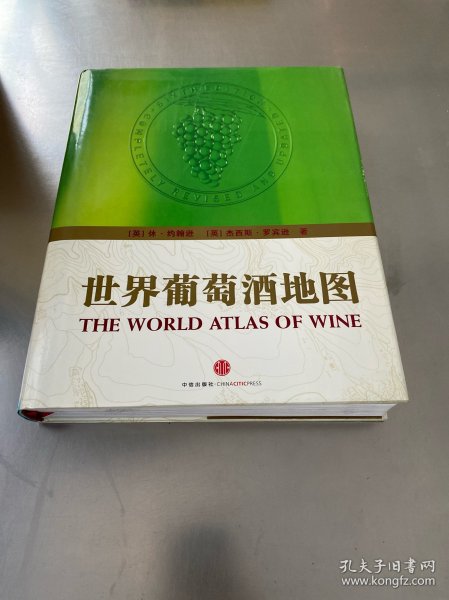 6TH EDITION
COMPLETELY REVISED AND UPDATED
[英] 休·约翰逊 [英] 杰西斯·罗宾逊 著
世界葡萄酒地图
THE WORLD ATLAS OF WINE
中信出版社·CHINACITICPRESS
孔夫子旧书网
www.kongfz.com